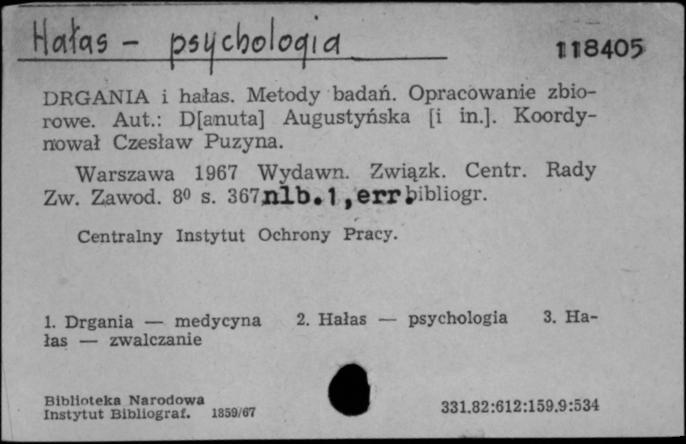 Hałas - psychologia
118405
DRGANIA i hałas. Metody badań. Opracowanie zbio-
rowe. Aut.: D[anuta] Augustyńska [i in.]. Koordy-
nował Czesław Puzyna.
Warszawa 1967 Wydawn. Związk. Centr. Rady
Zw. Zawod. 8⁰ s. 367, nlb.1, err. bibliogr.
Centralny Instytut Ochrony Pracy.
1. Drgania — medycyna 2. Hałas — psychologia 3. Ha-
łas — zwalczanie
Biblioteka Narodowa
Instytut Bibliograf. 1859/67
331.82:612:159.9:534